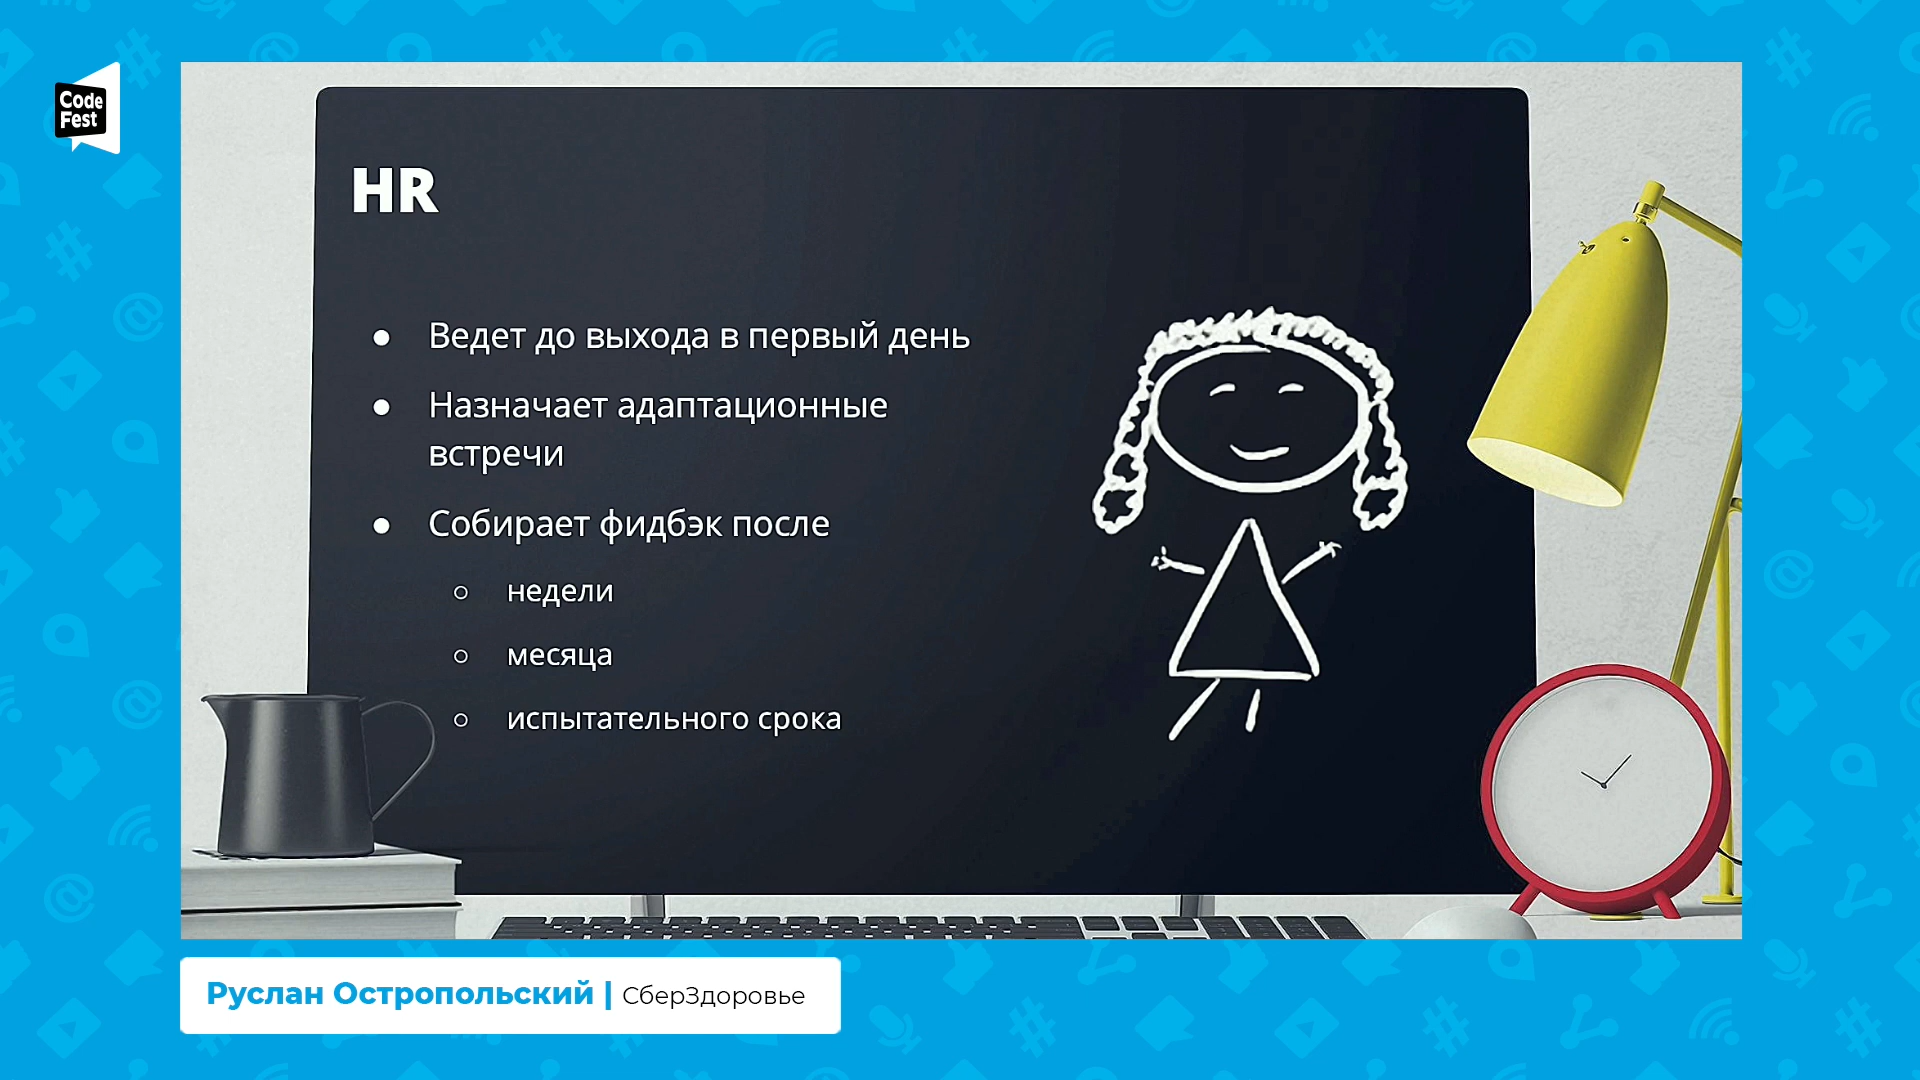 Code
Fest
HR
● Ведет до выхода в первый день
● Назначает адаптационные
встречи
● Собирает фидбэк после
○ недели
○ месяца
○ испытательного срока
Руслан Остропольский | СберЗдоровье